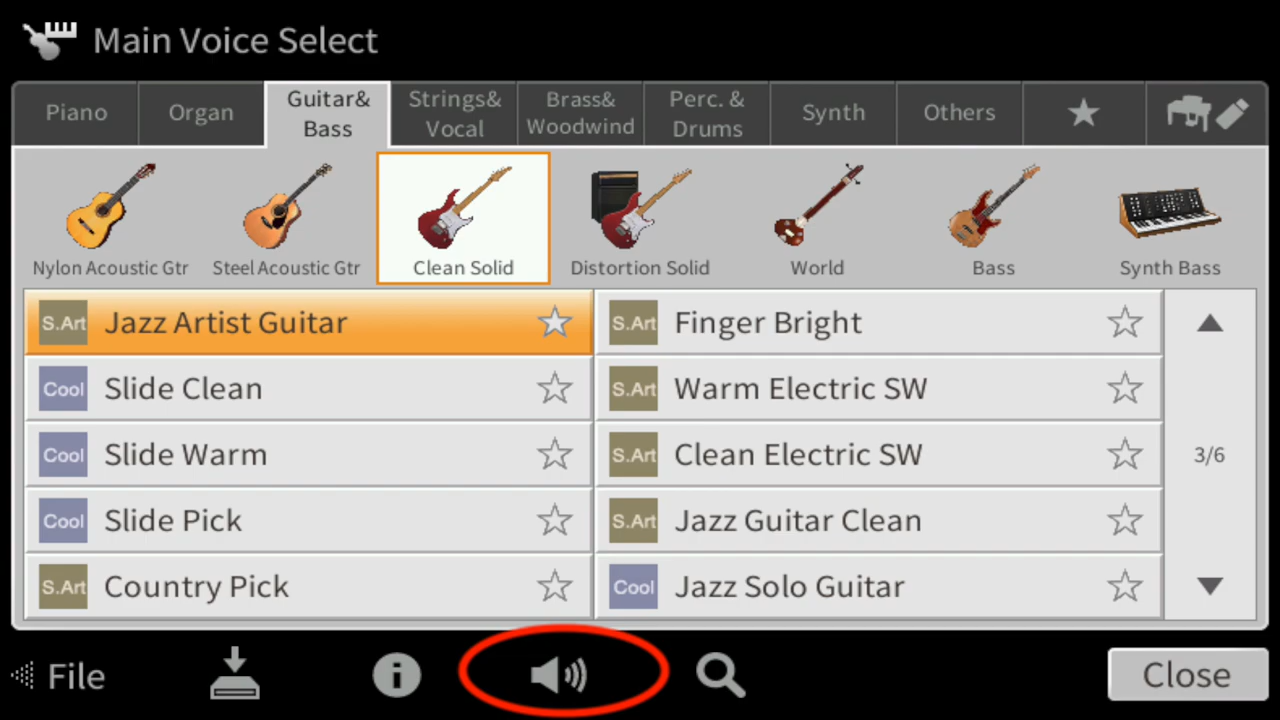 Main Voice Select
Piano
Organ
Guitar&
Bass
Strings&
Vocal
Brass&
Woodwind
Perc. &
Drums
Synth
Others
Nylon Acoustic Gtr
Steel Acoustic Gtr
Clean Solid
Distortion Solid
World
Bass
Synth Bass
S.Art Jazz Artist Guitar
Cool Slide Clean
Cool Slide Warm
Cool Slide Pick
S.Art Country Pick
S.Art Finger Bright
S.Art Warm Electric SW
S.Art Clean Electric SW
S.Art Jazz Guitar Clean
Cool Jazz Solo Guitar
3/6
File
i
Close